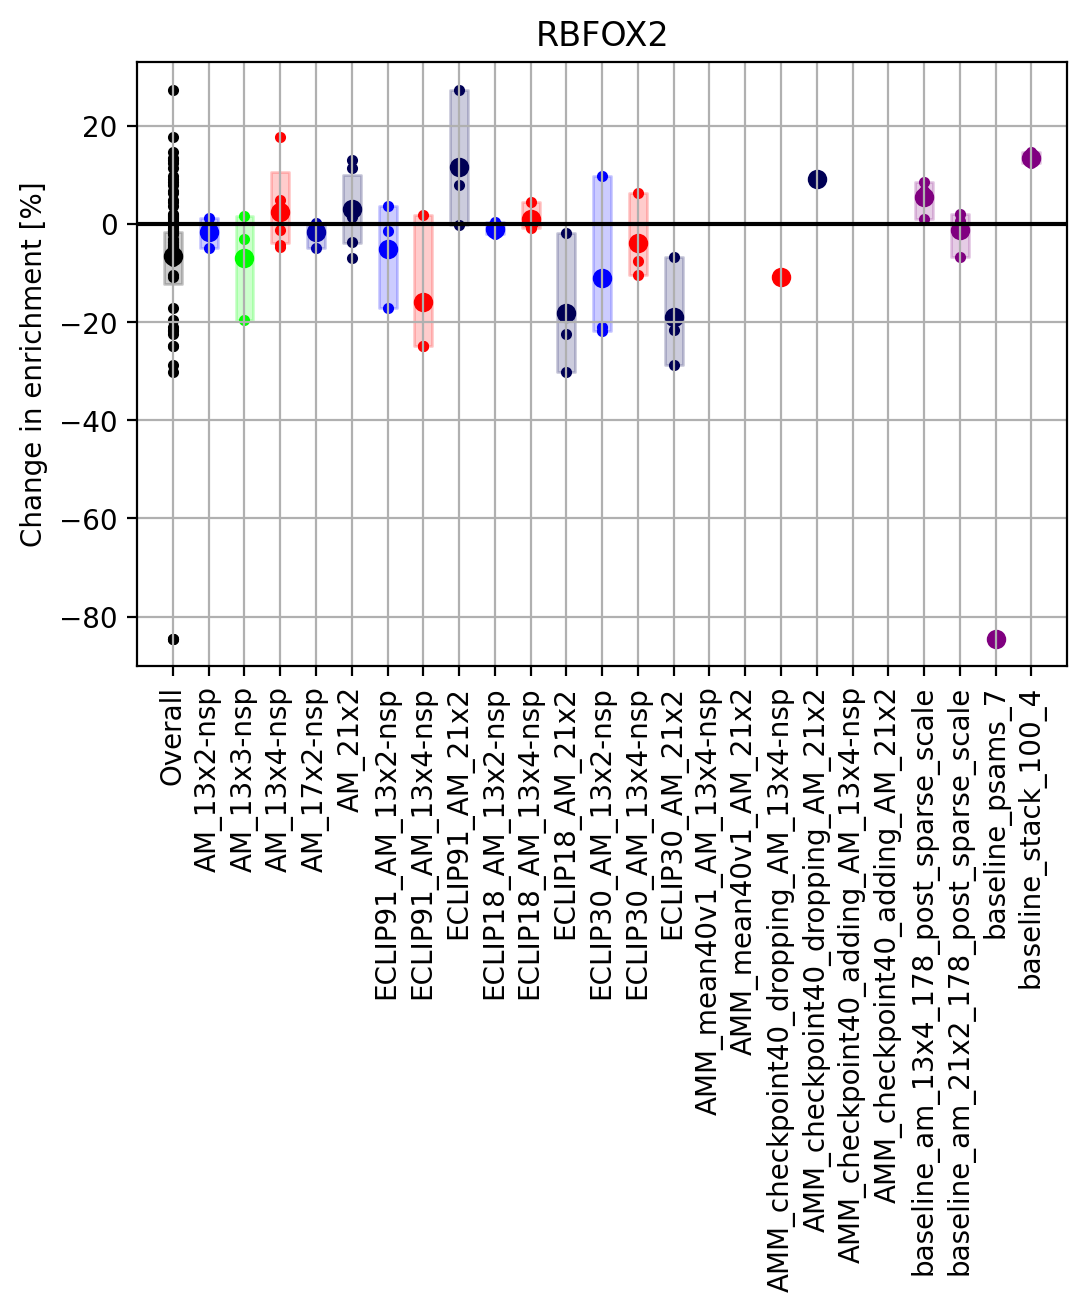 RBFOX2
Change in enrichment [%]
20
0
−20
−40
−60
−80
Overall
AM_13x2-nsp
AM_13x3-nsp
AM_13x4-nsp
AM_17x2-nsp
AM_21x2
ECLIP91_AM_13x2-nsp
ECLIP91_AM_13x4-nsp
ECLIP91_AM_21x2
ECLIP18_AM_13x2-nsp
ECLIP18_AM_13x4-nsp
ECLIP18_AM_21x2
ECLIP30_AM_13x2-nsp
ECLIP30_AM_13x4-nsp
ECLIP30_AM_21x2
AMM_mean40v1_AM_13x4-nsp
AMM_mean40v1_AM_21x2
AMM_checkpoint40_dropping_AM_13x4-nsp
AMM_checkpoint40_dropping_AM_21x2
AMM_checkpoint40_adding_AM_13x4-nsp
AMM_checkpoint40_adding_AM_21x2
baseline_am_13x4_178_post_sparse_scale
baseline_am_21x2_178_post_sparse_scale
baseline_psams_7
baseline_stack_100_4